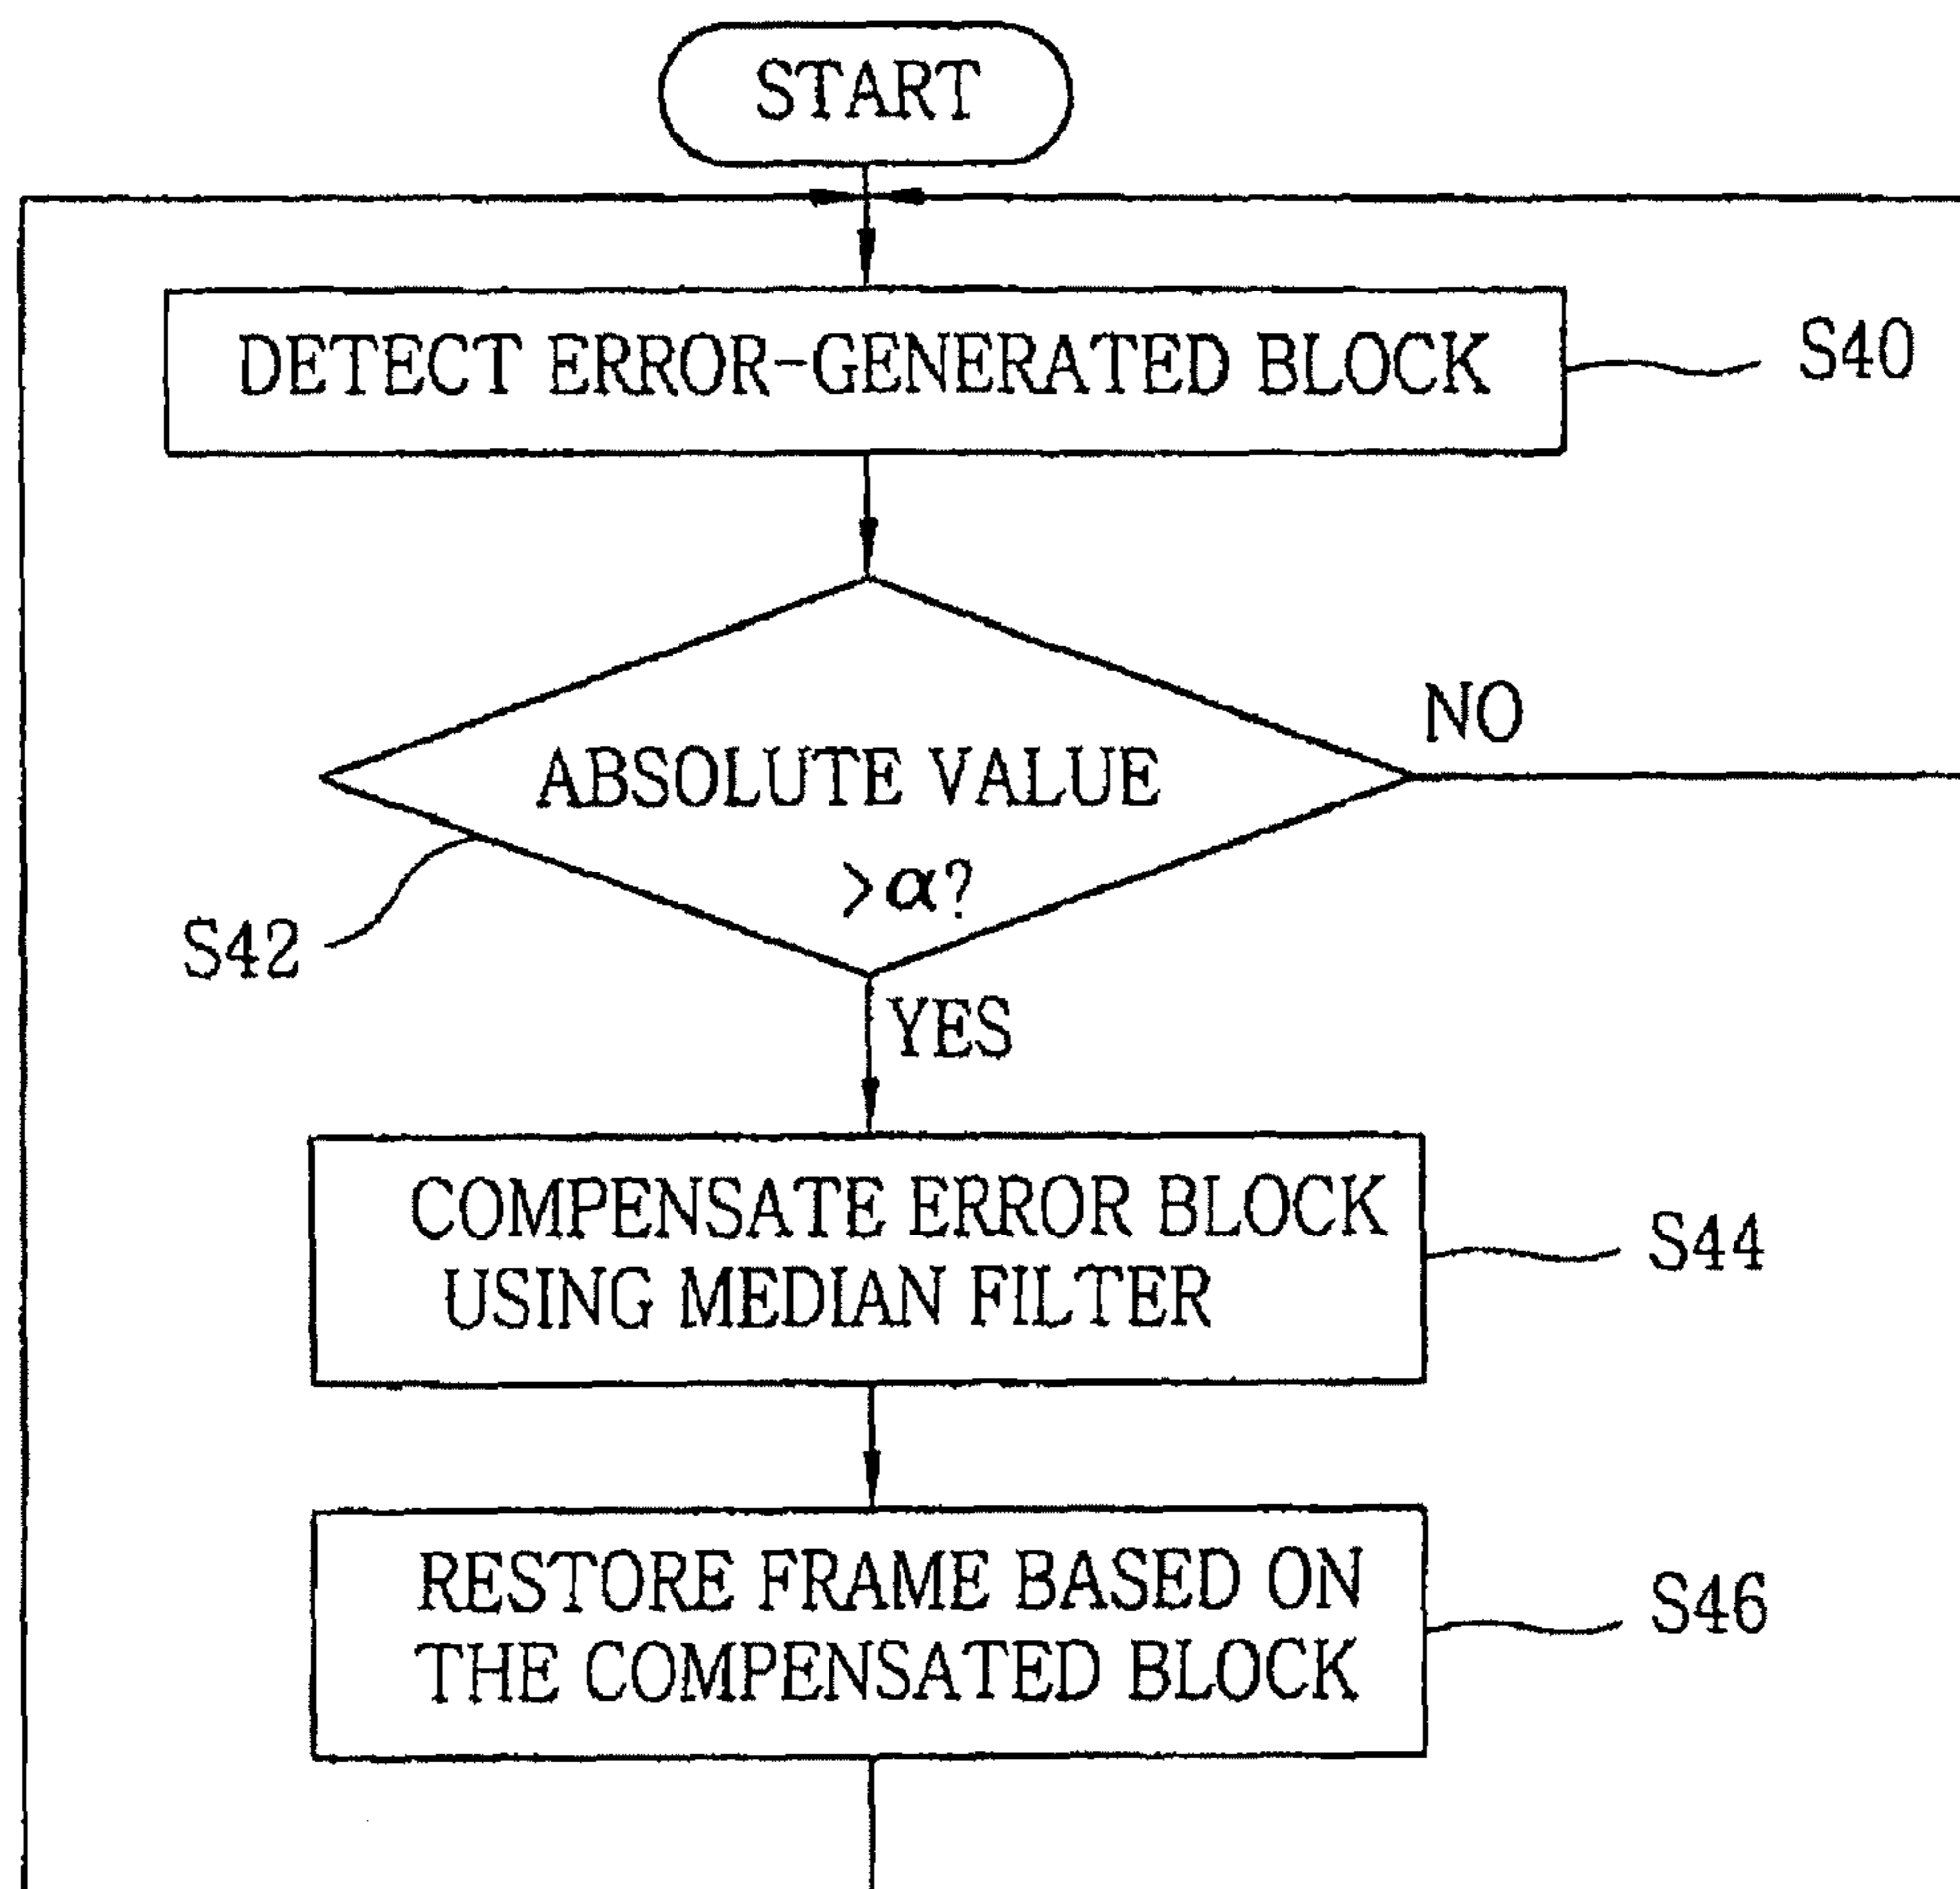 START
DETECT ERROR-GENERATED BLOCK
S40
NO
ABSOLUTE VALUE
>α?
S42
YES
COMPENSATE ERROR BLOCK
USING MEDIAN FILTER
S44
RESTORE FRAME BASED ON
THE COMPENSATED BLOCK
S46